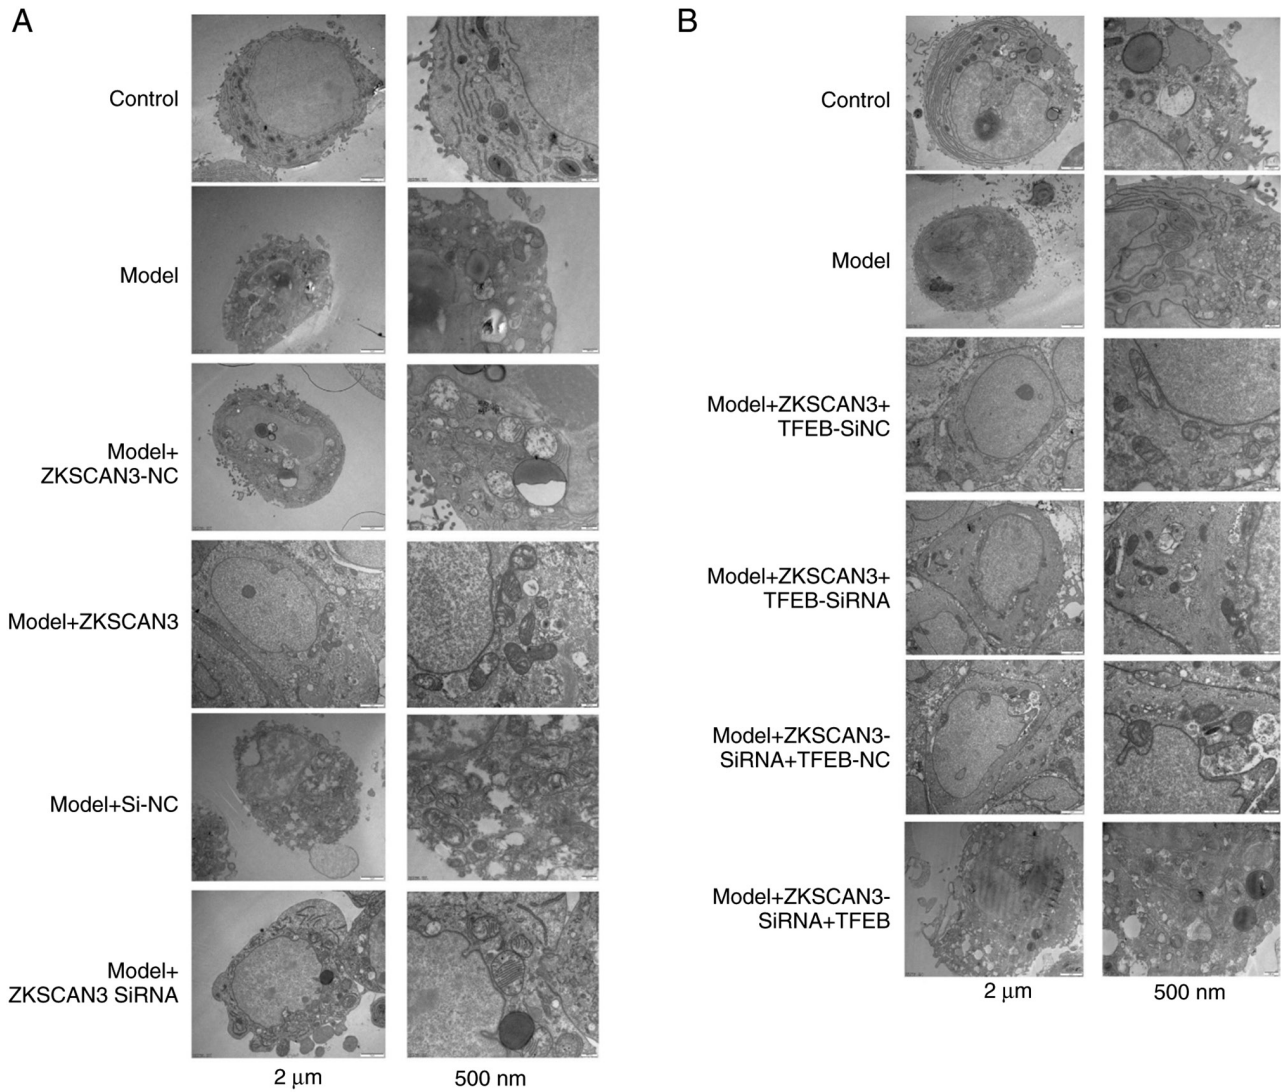 A
Control
Model
Model+
ZKSCAN3-NC
Model+ZKSCAN3
Model+Si-NC
Model+
ZKSCAN3 SiRNA
2 μm
500 nm
B
Control
Model
Model+ZKSCAN3+
TFEB-SiNC
Model+ZKSCAN3+
TFEB-SiRNA
Model+ZKSCAN3-
SiRNA+TFEB-NC
Model+ZKSCAN3-
SiRNA+TFEB
2 μm
500 nm